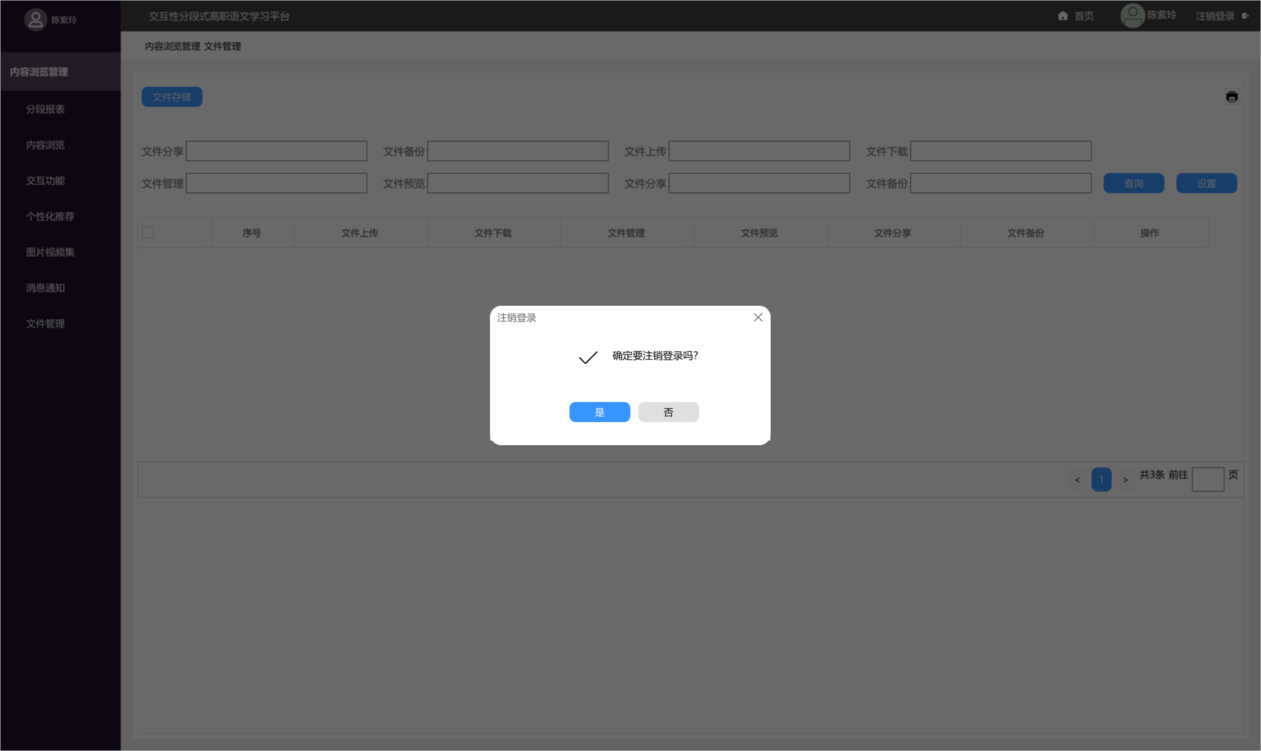 陈紫玲
交互性分段式高职语文学习平台
首页
陈紫玲
注销登录
内容浏览管理 文件管理
内容浏览管理
分段报表
内容浏览
交互功能
个性化推荐
图片视频集
消息通知
文件管理
文件存储
文件分享 文件备份 文件上传 文件下载
文件管理 文件预览 文件分享 文件备份 查询 设置
序号 文件上传 文件下载 文件管理 文件预览 文件分享 文件备份 操作
注销登录
确定要注销登录吗?
是 否
< 1 > 共3条 前往 页